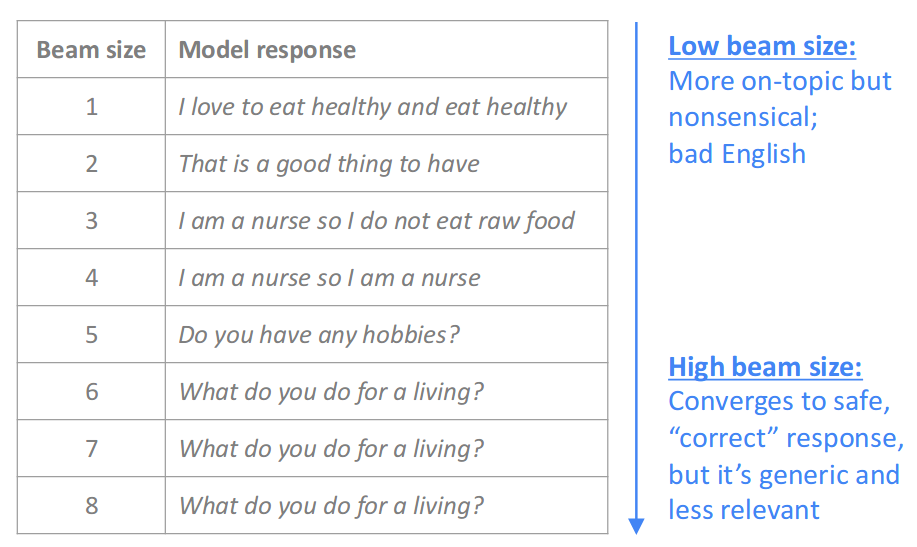 Beam size Model response
1 I love to eat healthy and eat healthy
2 That is a good thing to have
3 I am a nurse so I do not eat raw food
4 I am a nurse so I am a nurse
5 Do you have any hobbies?
6 What do you do for a living?
7 What do you do for a living?
8 What do you do for a living?
Low beam size:
More on-topic but
nonsensical;
bad English
High beam size:
Converges to safe,
“correct” response,
but it’s generic and
less relevant